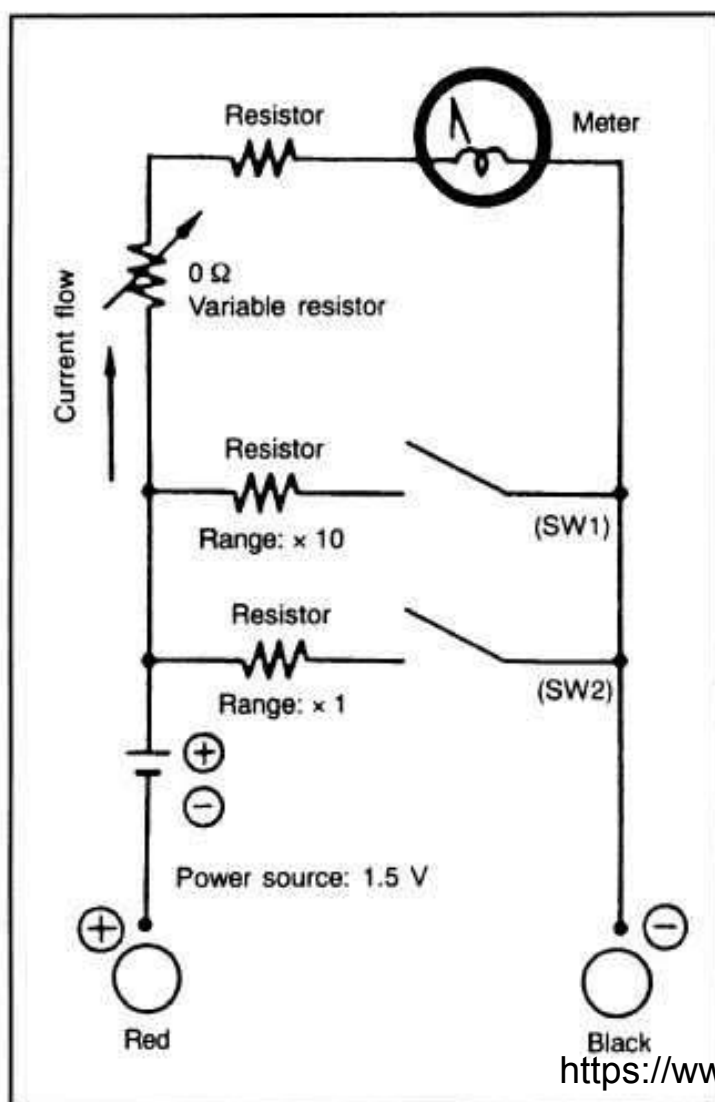 Resistor
Meter
0 Ω
Variable resistor
Current flow
Resistor
Range: × 10
(SW1)
Resistor
Range: × 1
(SW2)
+
−
Power source: 1.5 V
+
−
Red
Black
https://ww